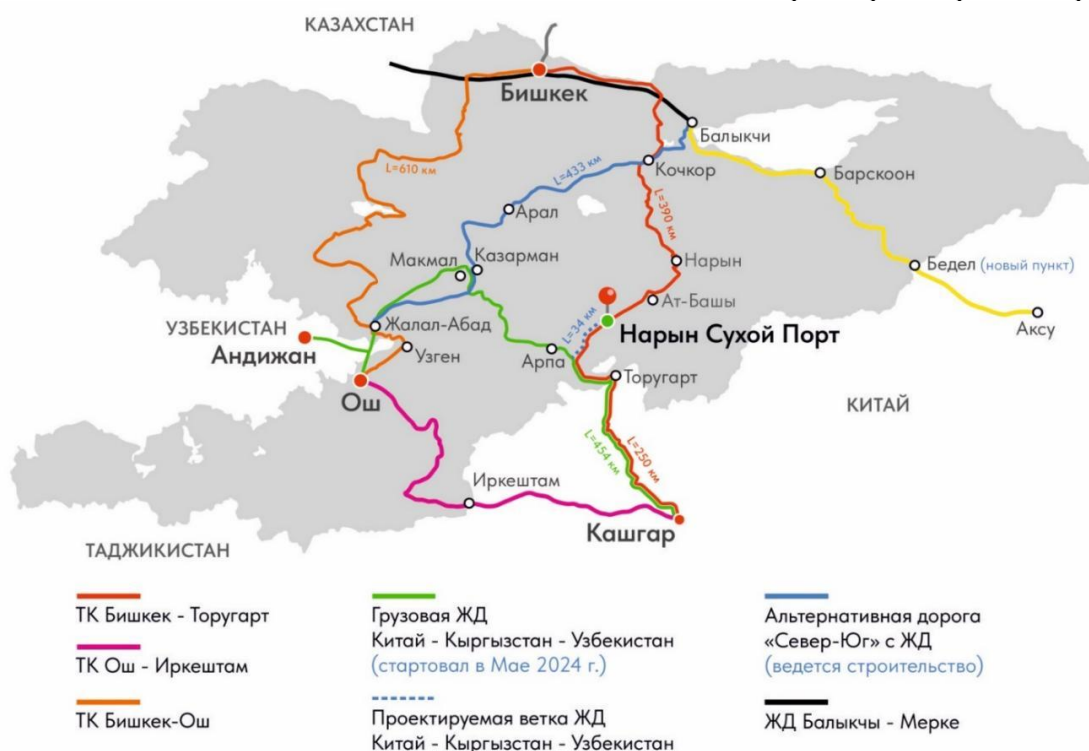 КАЗАХСТАН
Бишкек
Балыкчи
L=610 км
L=433 км
Кочкор
Барскоон
Арал
L=390 км
Макмал
Казарман
Нарын
Бедел (новый пункт)
Ат-Башы
УЗБЕКИСТАН
Жалал-Абад
L=34 км
Нарын Сухой Порт
Аксу
Андижан
Узген
Арпа
Торугарт
Ош
КИТАЙ
L=454 км
L=250 км
Иркештам
Кашгар
ТАДЖИКИСТАН
ТК Бишкек - Торугарт
ТК Ош - Иркештам
ТК Бишкек-Ош
Грузовая ЖД
Китай - Кыргызстан - Узбекистан
(стартовал в Мае 2024 г.)
Проектируемая ветка ЖД
Китай - Кыргызстан - Узбекистан
Альтернативная дорога
«Север-Юг» с ЖД
(ведется строительство)
ЖД Балыкчы - Мерке